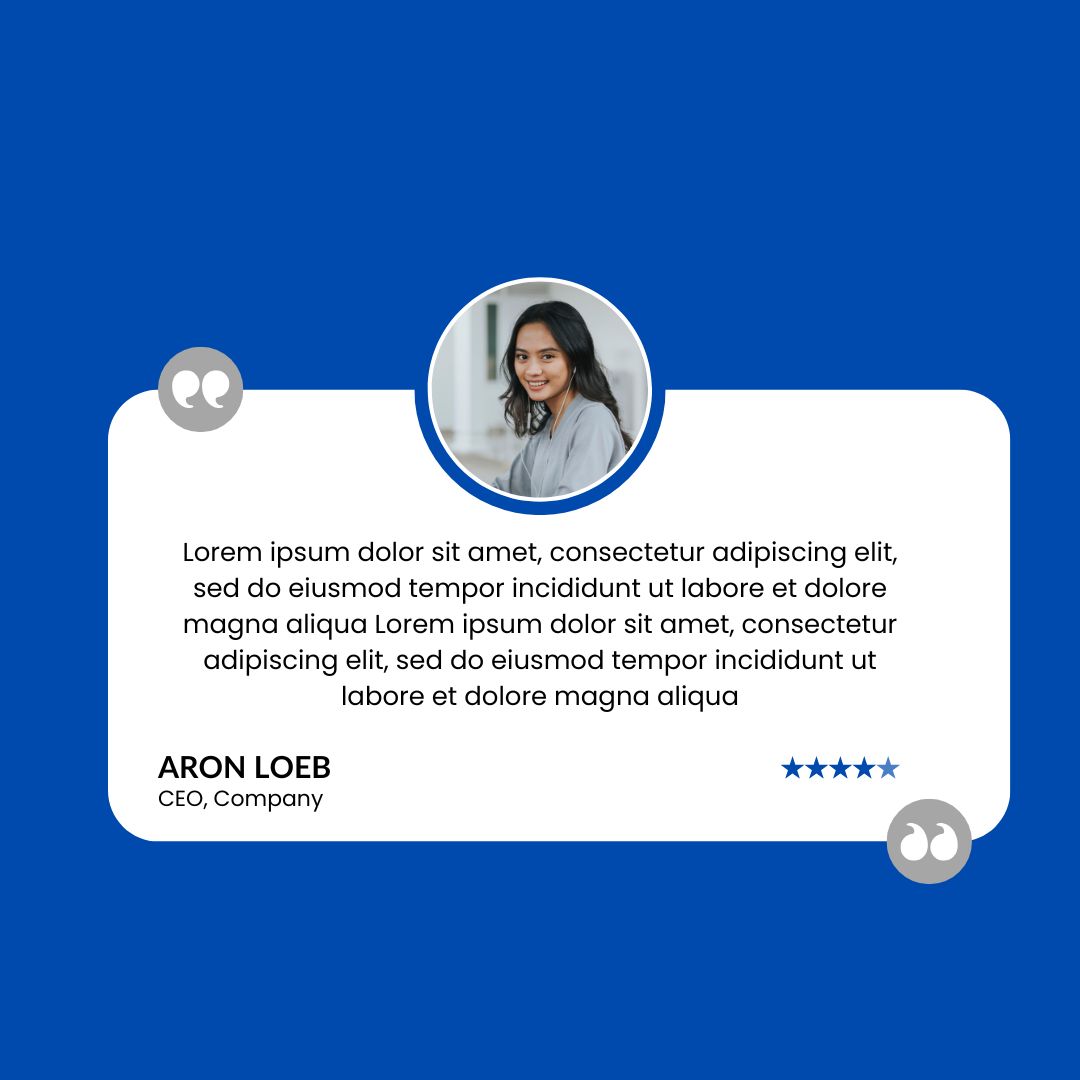 Lorem ipsum dolor sit amet, consectetur adipiscing elit,
sed do eiusmod tempor incididunt ut labore et dolore
magna aliqua Lorem ipsum dolor sit amet, consectetur
adipiscing elit, sed do eiusmod tempor incididunt ut
labore et dolore magna aliqua
ARON LOEB
CEO, Company